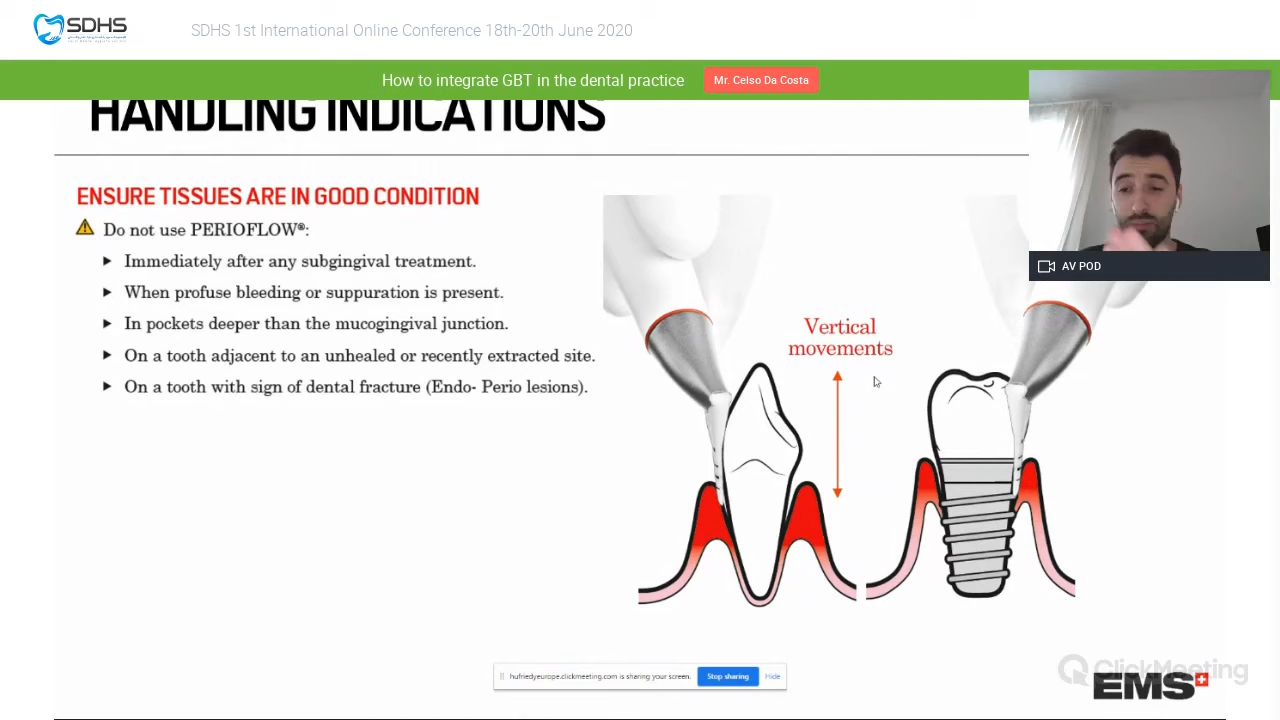 SDHS
SDHS 1st International Online Conference 18th-20th June 2020
How to integrate GBT in the dental practice
Mr. Celso Da Costa
HANDLING INDICATIONS
ENSURE TISSUES ARE IN GOOD CONDITION
Do not use PERIOFLOW®:
Immediately after any subgingival treatment.
When profuse bleeding or suppuration is present.
In pockets deeper than the mucogingival junction.
On a tooth adjacent to an unhealed or recently extracted site.
On a tooth with sign of dental fracture (Endo- Perio lesions).
Vertical
movements
AV POD
hufriedyeurope.clickmeeting.com is sharing your screen.
Stop sharing
Hide
ClickMeeting
EMS